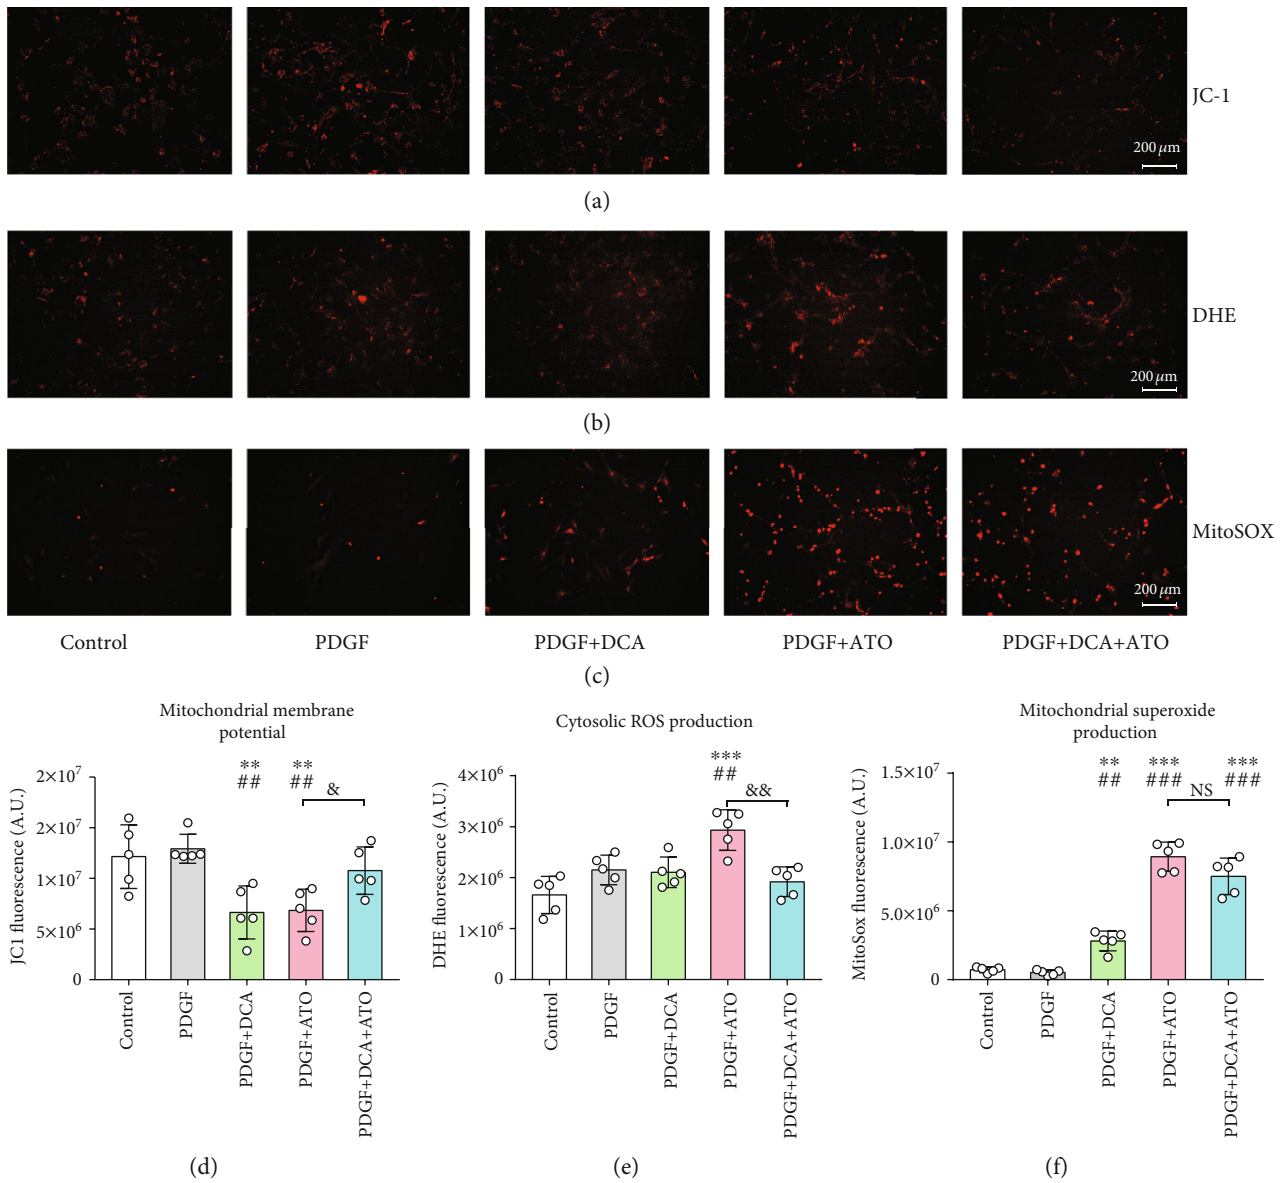 JC-1
200 μm
(a)
DHE
200 μm
(b)
MitoSOX
200 μm
Control
PDGF
PDGF+DCA
PDGF+ATO
PDGF+DCA+ATO
(c)
Mitochondrial membrane
potential
JC1 fluorescence (A.U.)
2×10⁷
2×10⁷
1×10⁷
5×10⁶
0
**
##
**
##
&
Control
PDGF
PDGF+DCA
PDGF+ATO
PDGF+DCA+ATO
(d)
Cytosolic ROS production
DHE fluorescence (A.U.)
4×10⁶
3×10⁶
2×10⁶
1×10⁶
0
***
##
&&
Control
PDGF
PDGF+DCA
PDGF+ATO
PDGF+DCA+ATO
(e)
Mitochondrial superoxide
production
MitoSox fluorescence (A.U.)
1.5×10⁷
1.0×10⁷
5.0×10⁶
0
**
##
***
###
***
###
NS
Control
PDGF
PDGF+DCA
PDGF+ATO
PDGF+DCA+ATO
(f)